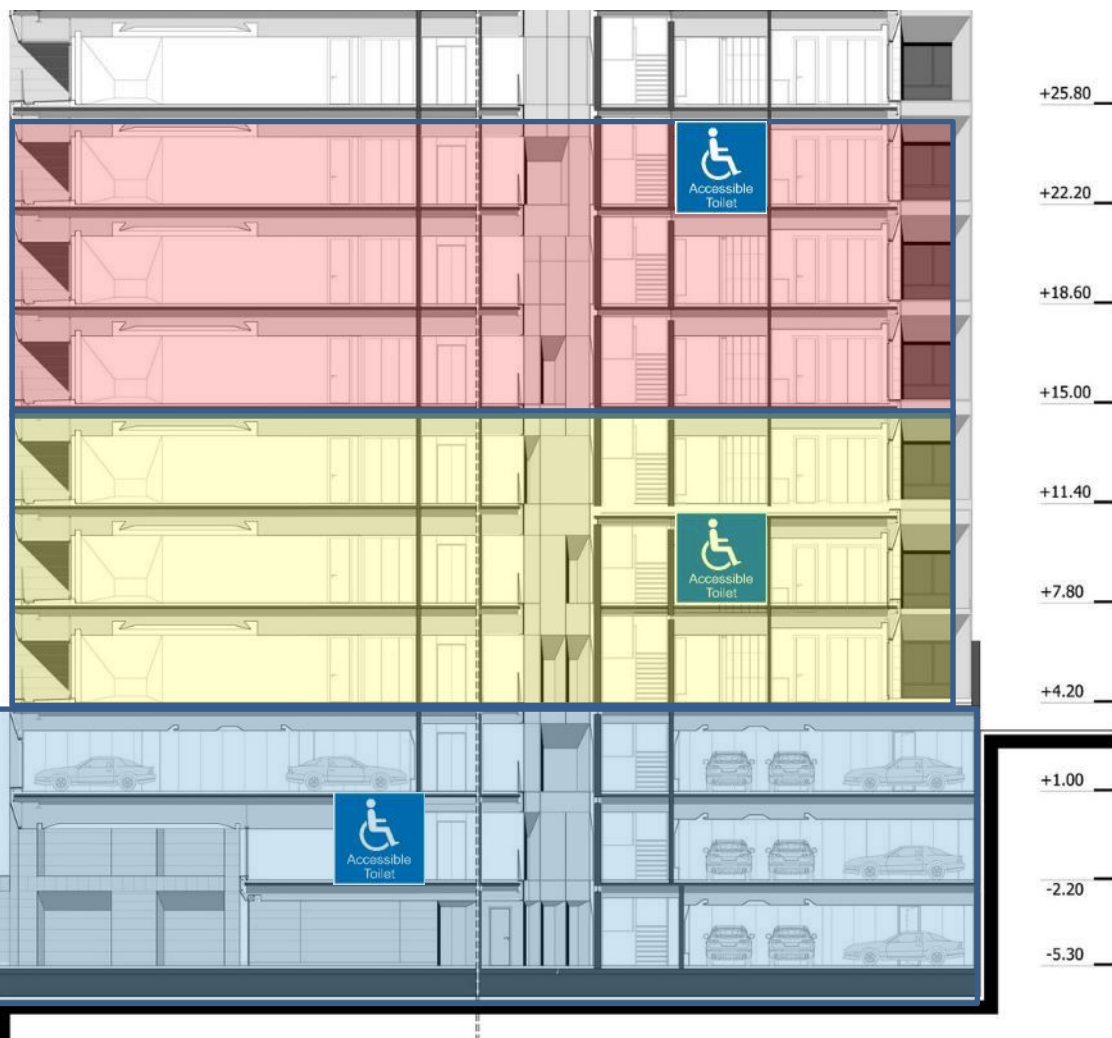 +25.80
Accessible
Toilet
+22.20
+18.60
+15.00
+11.40
Accessible
Toilet
+7.80
+4.20
+1.00
Accessible
Toilet
-2.20
-5.30